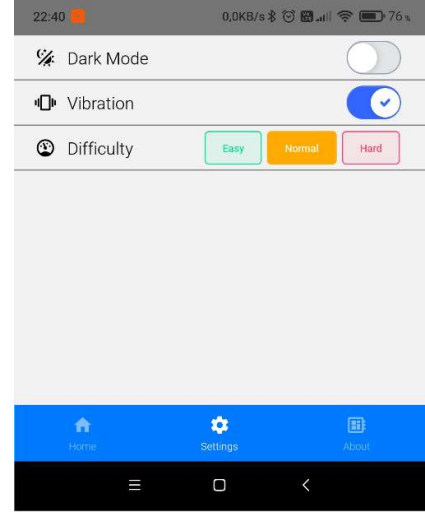 22:40 0,0KB/s 76 %
Dark Mode
Vibration
Difficulty Easy Normal Hard
Home Settings About